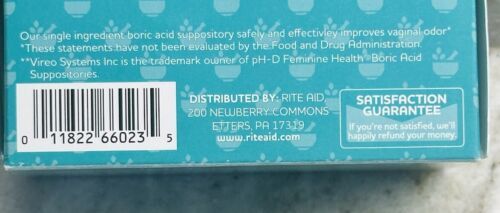 Our single ingredient boric acid suppository safely and effectivley improves vaginal odor*
*These statements have not been evaluated by the Food and Drug Administration.
**Vireo Systems Inc is the trademark owner of pH-D Feminine Health® Boric Acid
Suppositories.
DISTRIBUTED BY: RITE AID,
200 NEWBERRY COMMONS
ETTERS, PA 17319
www.riteaid.com
0 11822 66023 5
SATISFACTION
GUARANTEE
If you're not satisfied, we'll
happily refund your money.